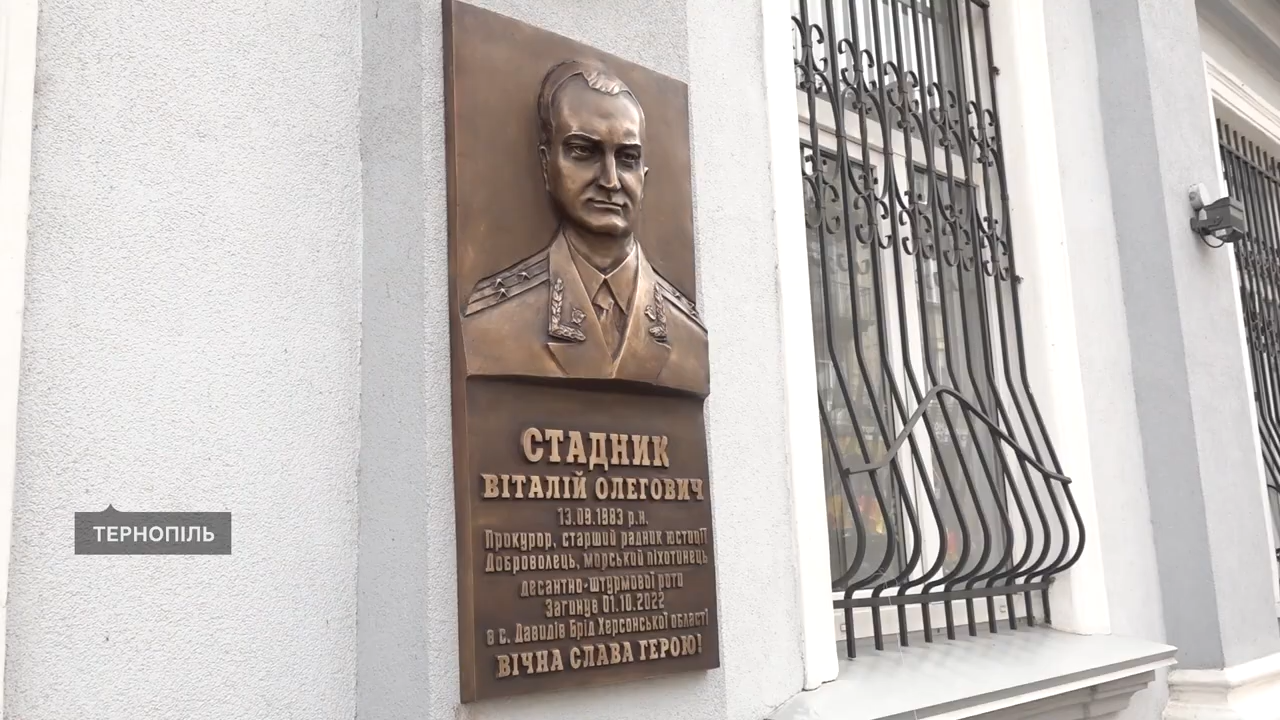 СТАДНИК
ВІТАЛІЙ ОЛЕГОВИЧ
13.09.1983 р.н.
Прокурор, старший радник юстиції
Доброволець, морський піхотинець
десантно-штурмової роти
Загинув 01.10.2022
в с. Давидів Брід Херсонської області
ВІЧНА СЛАВА ГЕРОЮ!
ТЕРНОПІЛЬ